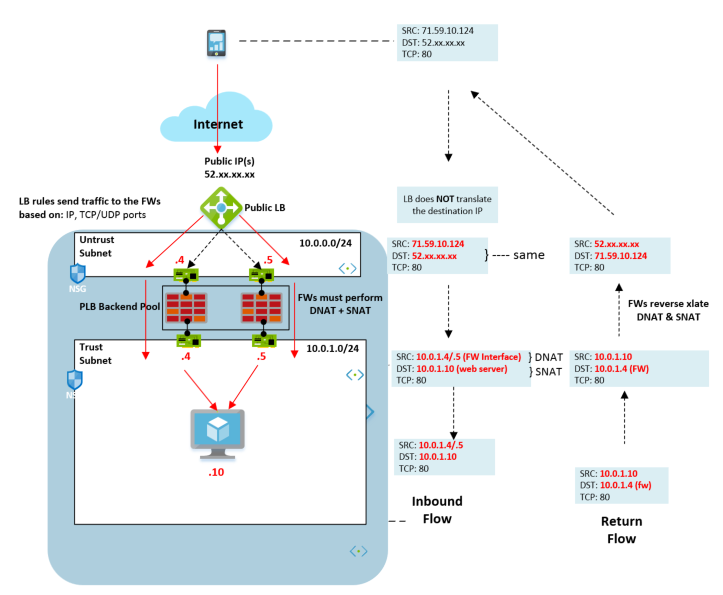 SRC: 71.59.10.124
DST: 52.xx.xx.xx
TCP: 80
Internet
Public IP(s)
52.xx.xx.xx
LB rules send traffic to the FWs
based on: IP, TCP/UDP ports
Public LB
LB does NOT translate
the destination IP
Untrust
Subnet
10.0.0.0/24
.4
.5
NSG
SRC: 71.59.10.124
DST: 52.xx.xx.xx
TCP: 80
} ---- same
SRC: 52.xx.xx.xx
DST: 71.59.10.124
TCP: 80
PLB Backend Pool
FWs must perform
DNAT + SNAT
FWs reverse xlate
DNAT & SNAT
Trust
Subnet
10.0.1.0/24
.4
.5
SRC: 10.0.1.4/.5 (FW Interface)
DST: 10.0.1.10 (web server)
TCP: 80
} DNAT
} SNAT
SRC: 10.0.1.10
DST: 10.0.1.4 (FW)
TCP: 80
.10
SRC: 10.0.1.4/.5
DST: 10.0.1.10
TCP: 80
SRC: 10.0.1.10
DST: 10.0.1.4 (fw)
TCP: 80
Inbound
Flow
Return
Flow